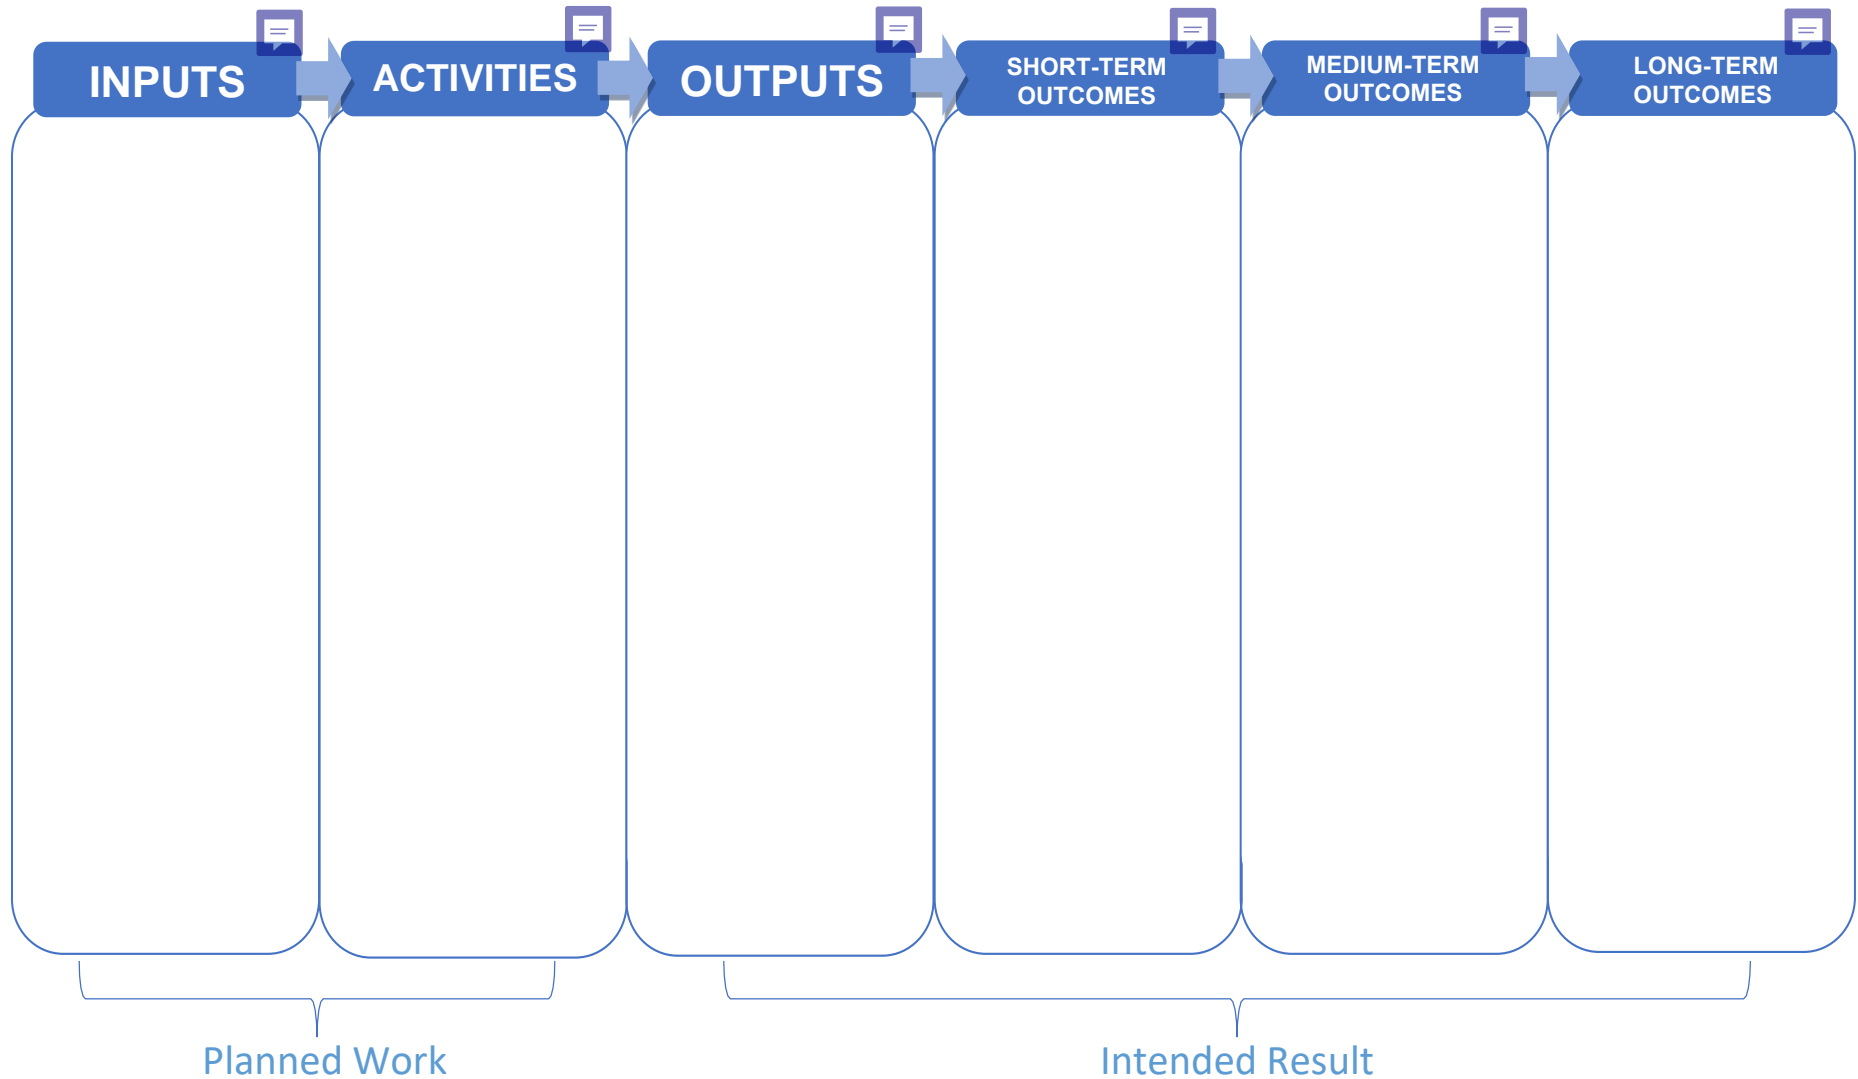 INPUTS
ACTIVITIES
OUTPUTS
SHORT-TERM
OUTCOMES
MEDIUM-TERM
OUTCOMES
LONG-TERM
OUTCOMES
Planned Work
Intended Result